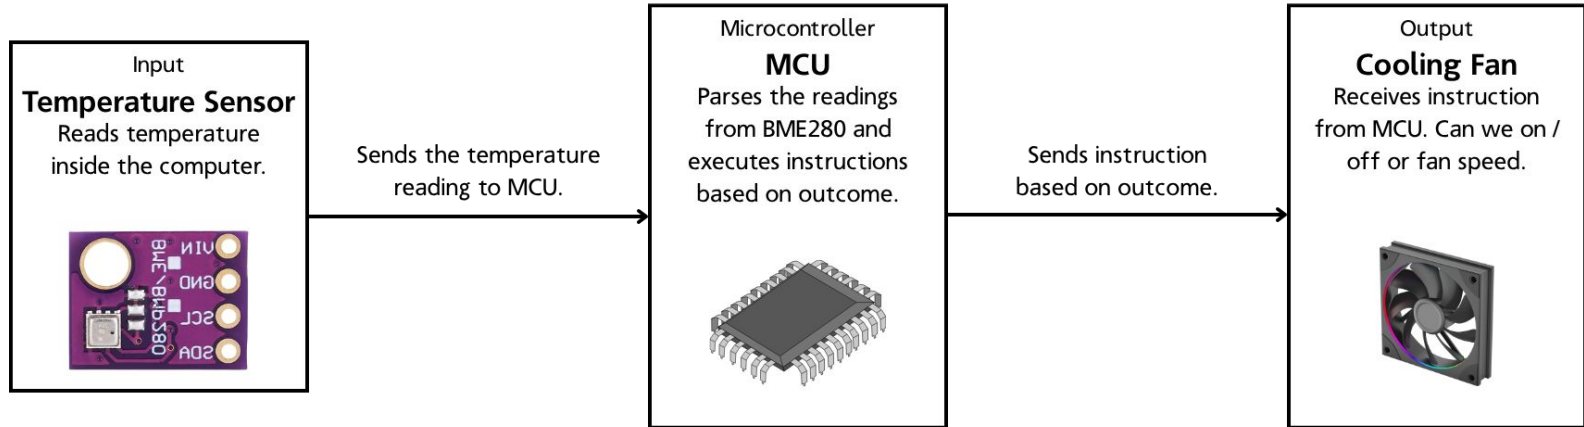 Input
Temperature Sensor
Reads temperature
inside the computer.
VIN
GND
SCL
SDA
BME/BMP280
Sends the temperature
reading to MCU.
Microcontroller
MCU
Parses the readings
from BME280 and
executes instructions
based on outcome.
Sends instruction
based on outcome.
Output
Cooling Fan
Receives instruction
from MCU. Can we on /
off or fan speed.